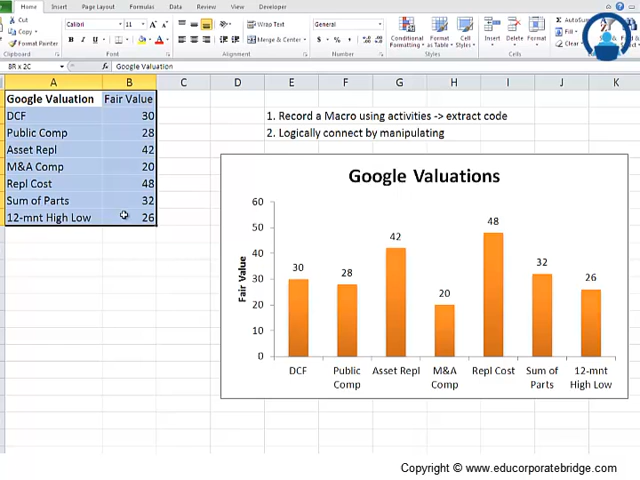 File Home Insert Page Layout Formulas Data Review View
Cut
Copy
Format Painter
Clipboard
Calibri 11
Font
Wrap Text
Merge & Center
Alignment
General
Number
Conditional Formatting
Format as Table
Cell Styles
Styles
AutoSum
Fill
Clear
8R x 2C Google Valuation
A B C D E F G H I J K
Google Valuation Fair Value
DCF 30
Public Comp 28
Asset Repl 42
M&A Comp 20
Repl Cost 48
Sum of Parts 32
12-mnt High Low 26
1. Record a Macro using activities -> extract code
2. Logically connect by manipulating
Google Valuations
Fair Value
60
50
40
30
20
10
0
30 28 42 20 48 32 26
DCF Public Comp Asset Repl M&A Comp Repl Cost Sum of Parts 12-mnt High Low
Copyright © www.educorporatebridge.com